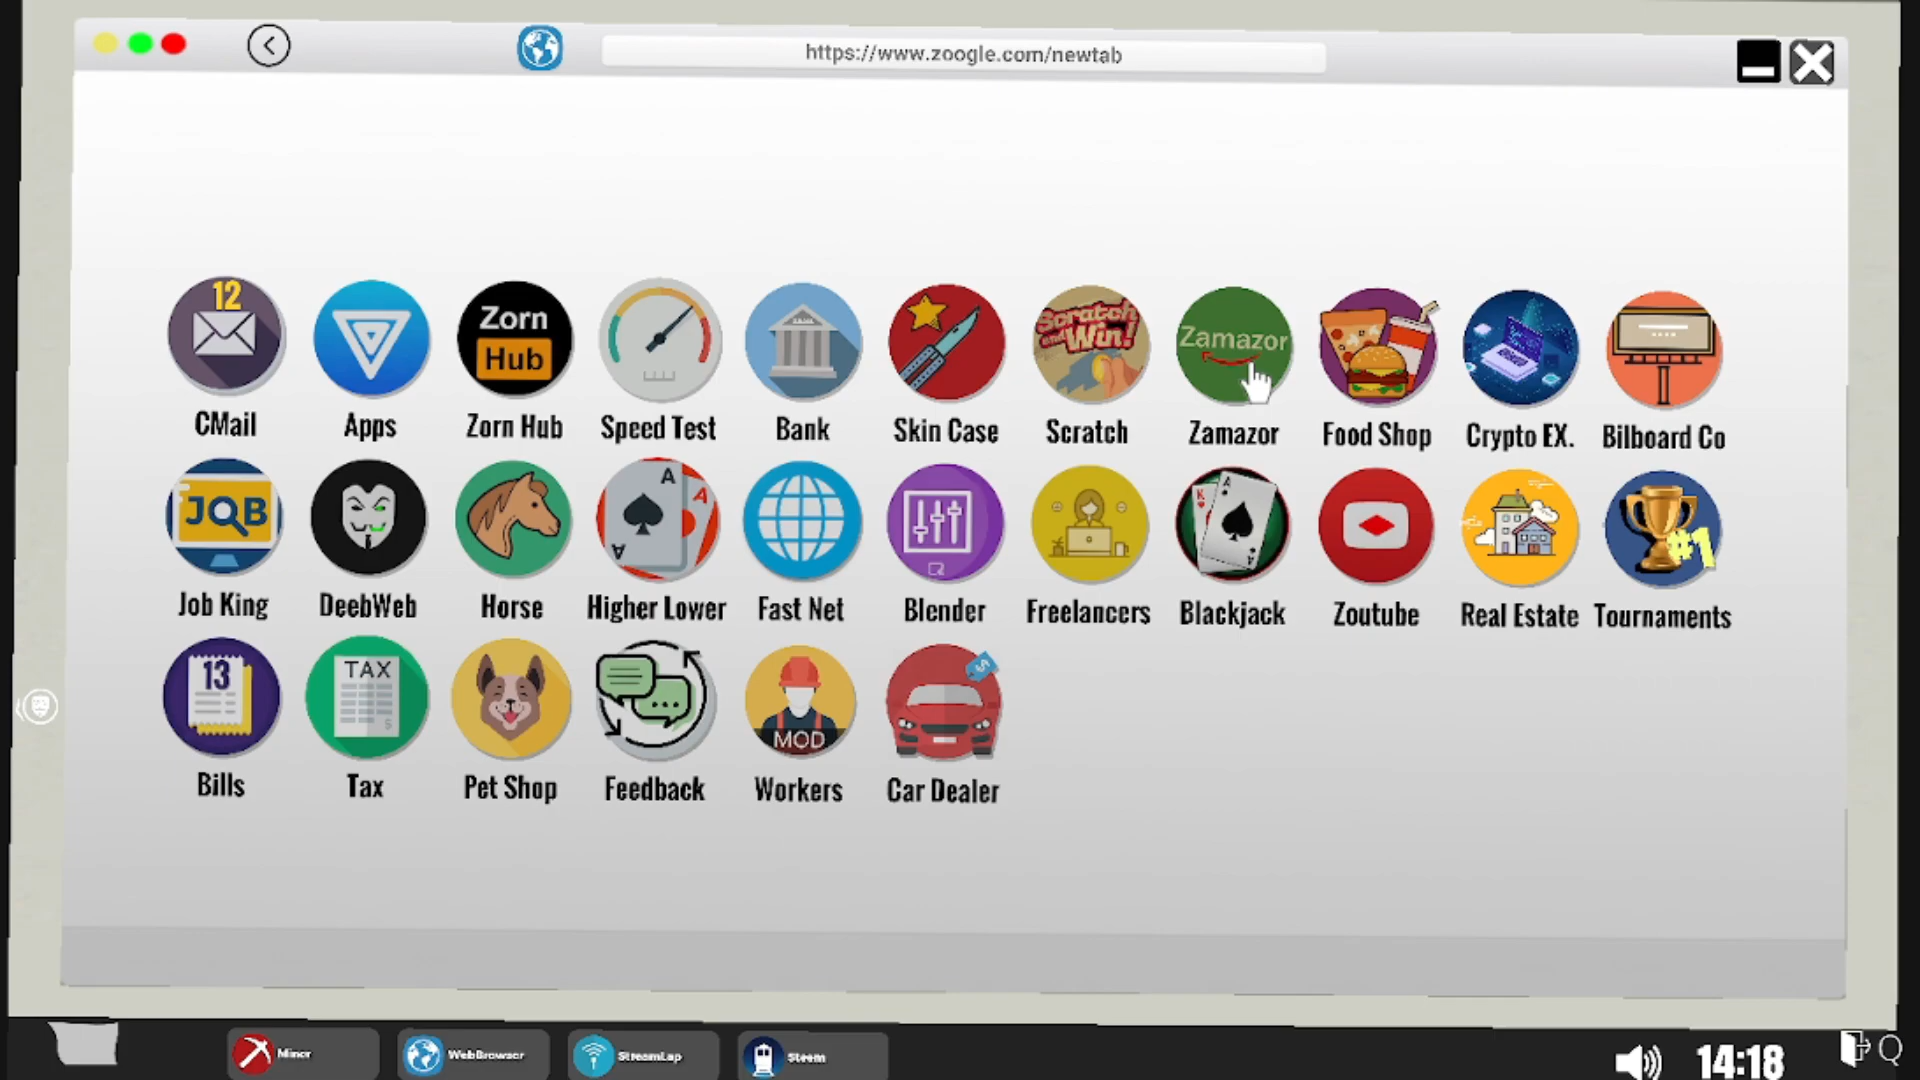 https://www.zoogle.com/newtab
12
Zorn
Hub
Scratch
and Win!
Zamazor
CMail
Apps
Zorn Hub
Speed Test
Bank
Skin Case
Scratch
Zamazor
Food Shop
Crypto EX.
Bilboard Co
JOB
A
A
A
K
A
A
#1
Job King
DeebWeb
Horse
Higher Lower
Fast Net
Blender
Freelancers
Blackjack
Zoutube
Real Estate
Tournaments
13
TAX
$
MOD
$
Bills
Tax
Pet Shop
Feedback
Workers
Car Dealer
Miner
WebBrowser
StreamLap
Steem
14:18
Q